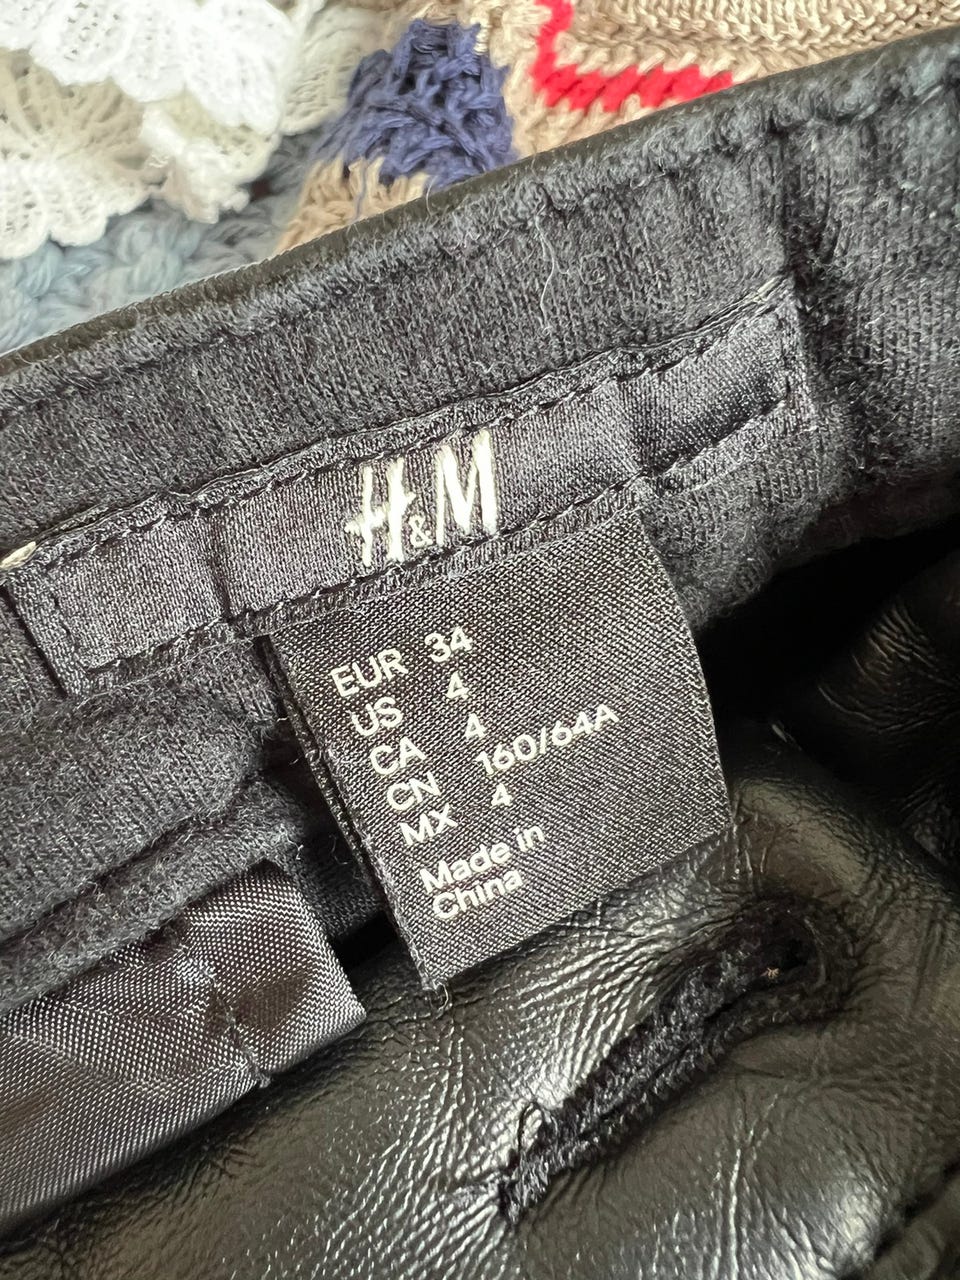 H&M
EUR 34
US 4
CA 4
CN 160/64A
MX 4
Made in
China